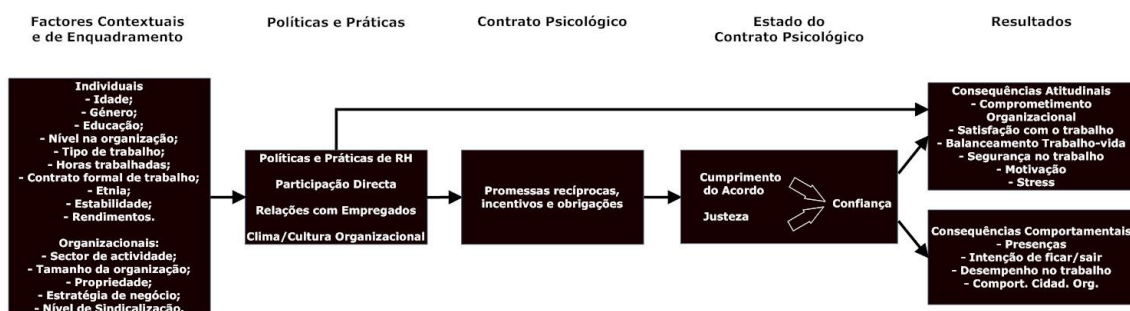 Factores Contextuais
e de Enquadramento
Políticas e Práticas
Contrato Psicológico
Estado do
Contrato Psicológico
Resultados
Individuais
- Idade;
- Género;
- Educação;
- Nível na organização;
- Tipo de trabalho;
- Horas trabalhadas;
- Contrato formal de trabalho;
- Etnia;
- Estabilidade;
- Rendimentos.
Organizacionais:
- Sector de actividade;
- Tamanho da organização;
- Propriedade;
- Estratégia de negócio;
- Nível de Sindicalização.
Políticas e Práticas de RH
Participação Directa
Relações com Empregados
Clima/Cultura Organizacional
Promessas recíprocas,
incentivos e obrigações
Cumprimento
do Acordo
Justeza
Confiança
Consequências Atitudinais
- Comprometimento
Organizacional
- Satisfação com o trabalho
- Balanceamento Trabalho-vida
- Segurança no trabalho
- Motivação
- Stress
Consequências Comportamentais
- Presenças
- Intenção de ficar/sair
- Desempenho no trabalho
- Comport. Cidad. Org.